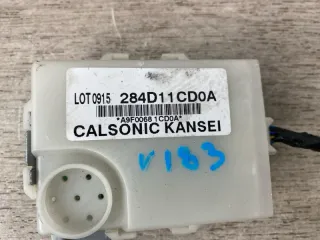 LOT 0915 284D11CD0A
*A9F0068 1CD0A*
CALSONIC KANSEI
V183